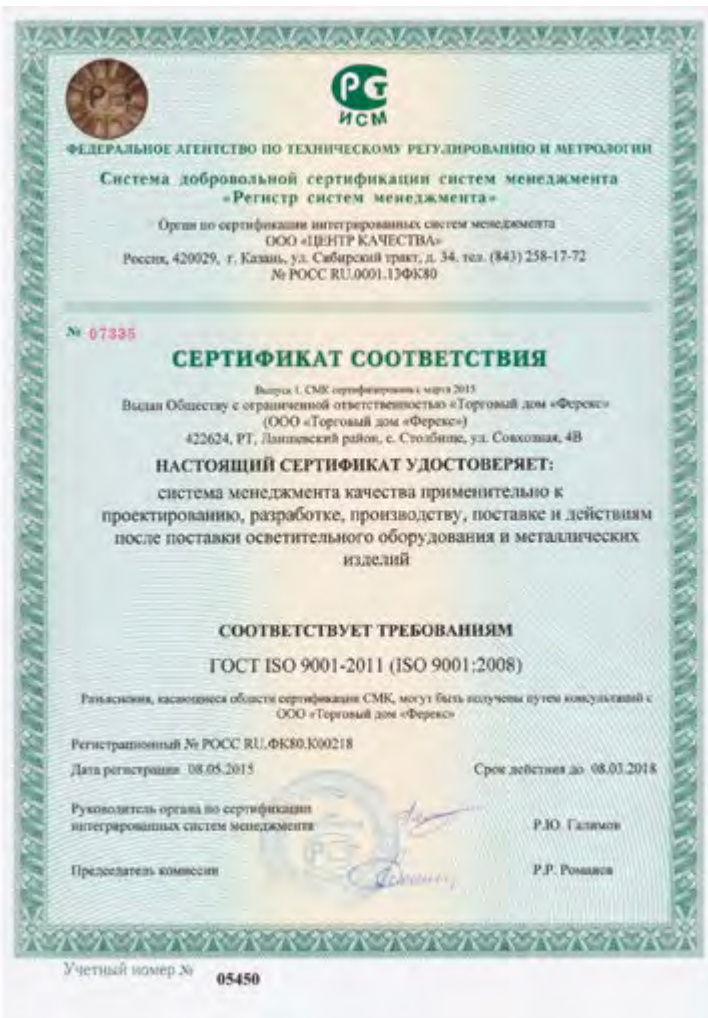 РСТ
ИСМ
ФЕДЕРАЛЬНОЕ АГЕНТСТВО ПО ТЕХНИЧЕСКОМУ РЕГУЛИРОВАНИЮ И МЕТРОЛОГИИ
Система добровольной сертификации систем менеджмента
«Регистр систем менеджмента»
Орган по сертификации интегрированных систем менеджмента
ООО «ЦЕНТР КАЧЕСТВА»
Россия, 420029, г. Казань, ул. Сибирский тракт, д. 34, тел. (843) 258-17-72
№ РОСС RU.0001.13ФК80
№ 07335
СЕРТИФИКАТ СООТВЕТСТВИЯ
Выпуск 1. СМК сертифицирована с марта 2015
Выдан Обществу с ограниченной ответственностью «Торговый дом «Ферекс»
(ООО «Торговый дом «Ферекс»)
422624, РТ, Лаишевский район, с. Столбище, ул. Совхозная, 4В
НАСТОЯЩИЙ СЕРТИФИКАТ УДОСТОВЕРЯЕТ:
система менеджмента качества применительно к
проектированию, разработке, производству, поставке и действиям
после поставки осветительного оборудования и металлических
изделий
СООТВЕТСТВУЕТ ТРЕБОВАНИЯМ
ГОСТ ISO 9001-2011 (ISO 9001:2008)
Разъяснения, касающиеся области сертификации СМК, могут быть получены путем консультаций с
ООО «Торговый дом «Ферекс»
Регистрационный № РОСС RU.ФК80.К00218
Дата регистрации 08.05.2015 Срок действия до 08.03.2018
Руководитель органа по сертификации
интегрированных систем менеджмента Р.Ю. Галимов
Председатель комиссии Р.Р. Романов
Учетный номер № 05450